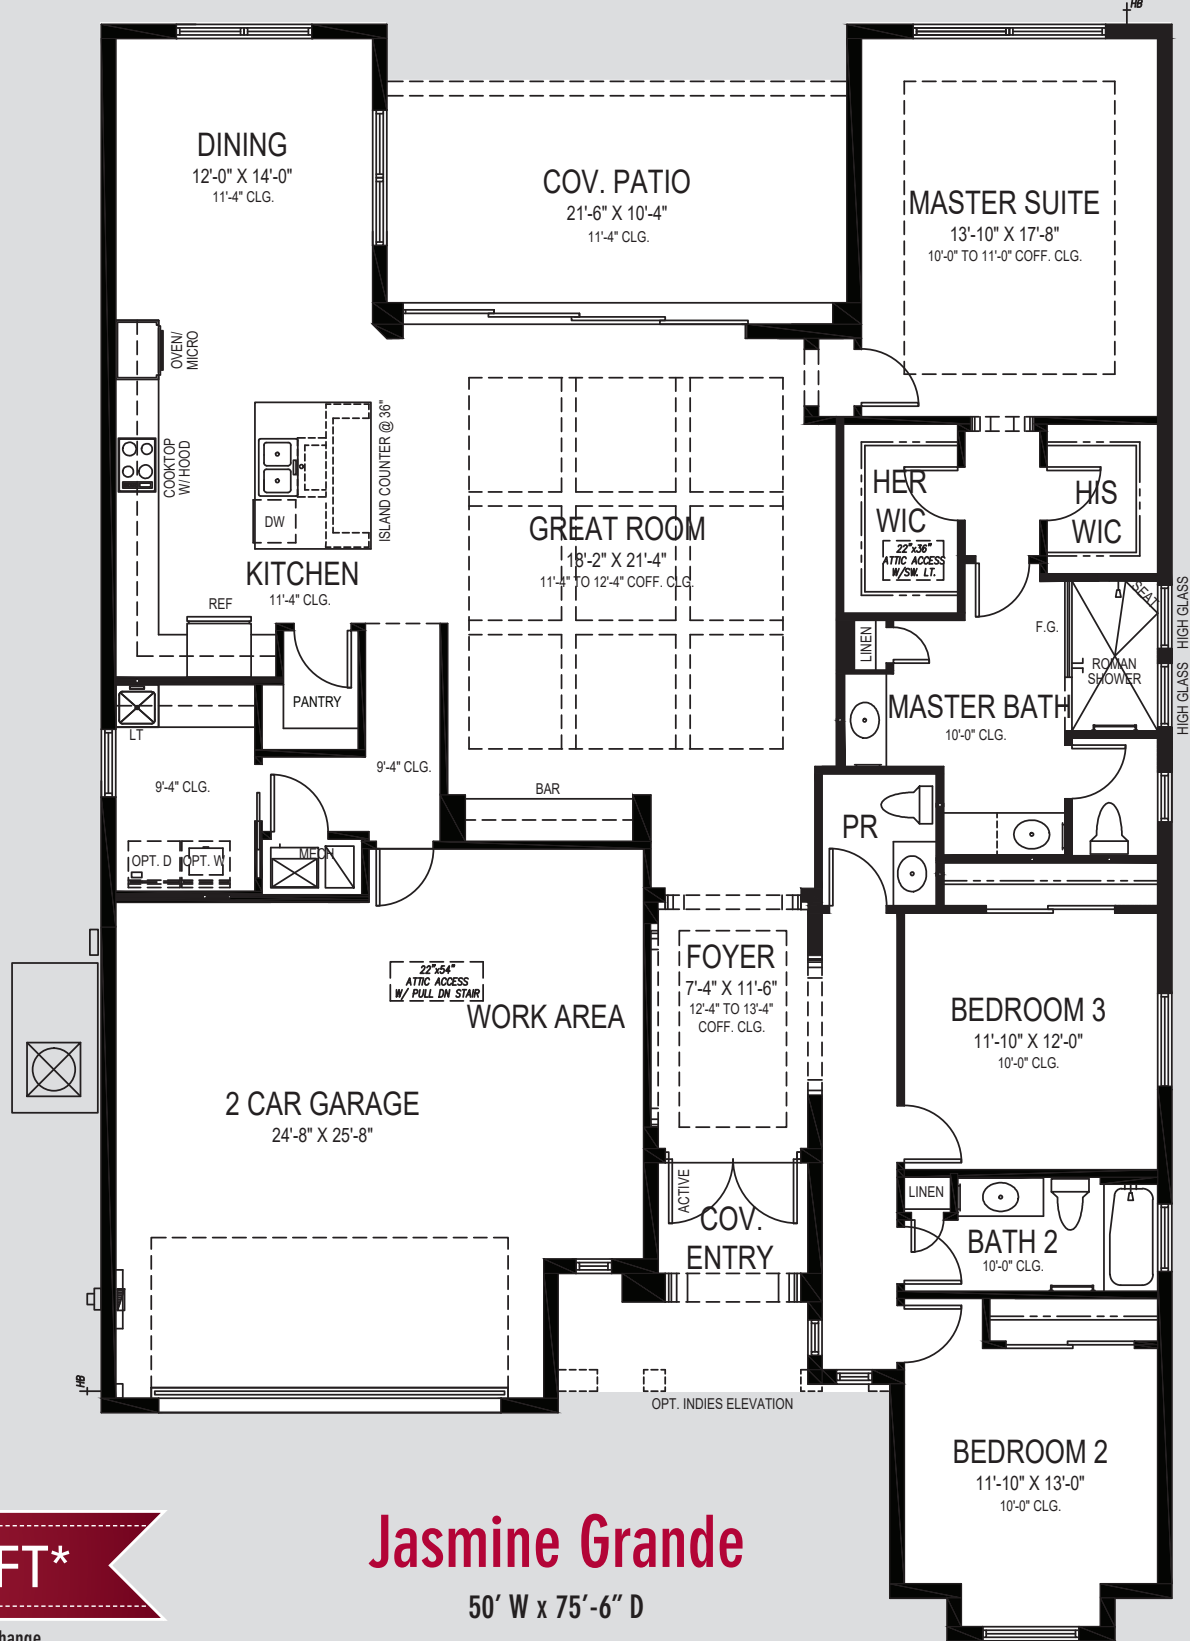 HB
DINING
12'-0" X 14'-0"
11'-4" CLG.
COV. PATIO
21'-6" X 10'-4"
11'-4" CLG.
MASTER SUITE
13'-10" X 17'-8"
10'-0" TO 11'-0" COFF. CLG.
OVEN/
MICRO
COOKTOP
W/ HOOD
ISLAND COUNTER @ 36"
DW
KITCHEN
11'-4" CLG.
REF
GREAT ROOM
18'-2" X 21'-4"
11'-4" TO 12'-4" COFF. CLG.
HER
WIC
22"x36"
ATTIC ACCESS
W/SW. LT.
HIS
WIC
SEAT
HIGH GLASS
HIGH GLASS
F.G.
ROMAN
SHOWER
LINEN
MASTER BATH
10'-0" CLG.
PANTRY
LT
9'-4" CLG.
9'-4" CLG.
BAR
OPT. D
OPT. W
MECH
PR
22"x54"
ATTIC ACCESS
W/ PULL DN STAIR
WORK AREA
FOYER
7'-4" X 11'-6"
12'-4" TO 13'-4"
COFF. CLG.
BEDROOM 3
11'-10" X 12'-0"
10'-0" CLG.
2 CAR GARAGE
24'-8" X 25'-8"
ACTIVE
COV.
ENTRY
LINEN
BATH 2
10'-0" CLG.
HB
OPT. INDIES ELEVATION
BEDROOM 2
11'-10" X 13'-0"
10'-0" CLG.
Jasmine Grande
50' W x 75'-6" D
FT*
hange